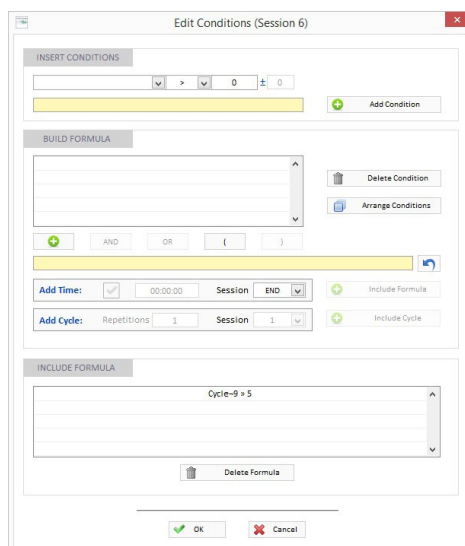 Edit Conditions (Session 6)
INSERT CONDITIONS
> 0 ± 0
Add Condition
BUILD FORMULA
Delete Condition
Arrange Conditions
AND OR ( )
Add Time: 00:00:00 Session END Include Formula
Add Cycle: Repetitions 1 Session 1 Include Cycle
INCLUDE FORMULA
Cycle~9 » 5
Delete Formula
OK Cancel